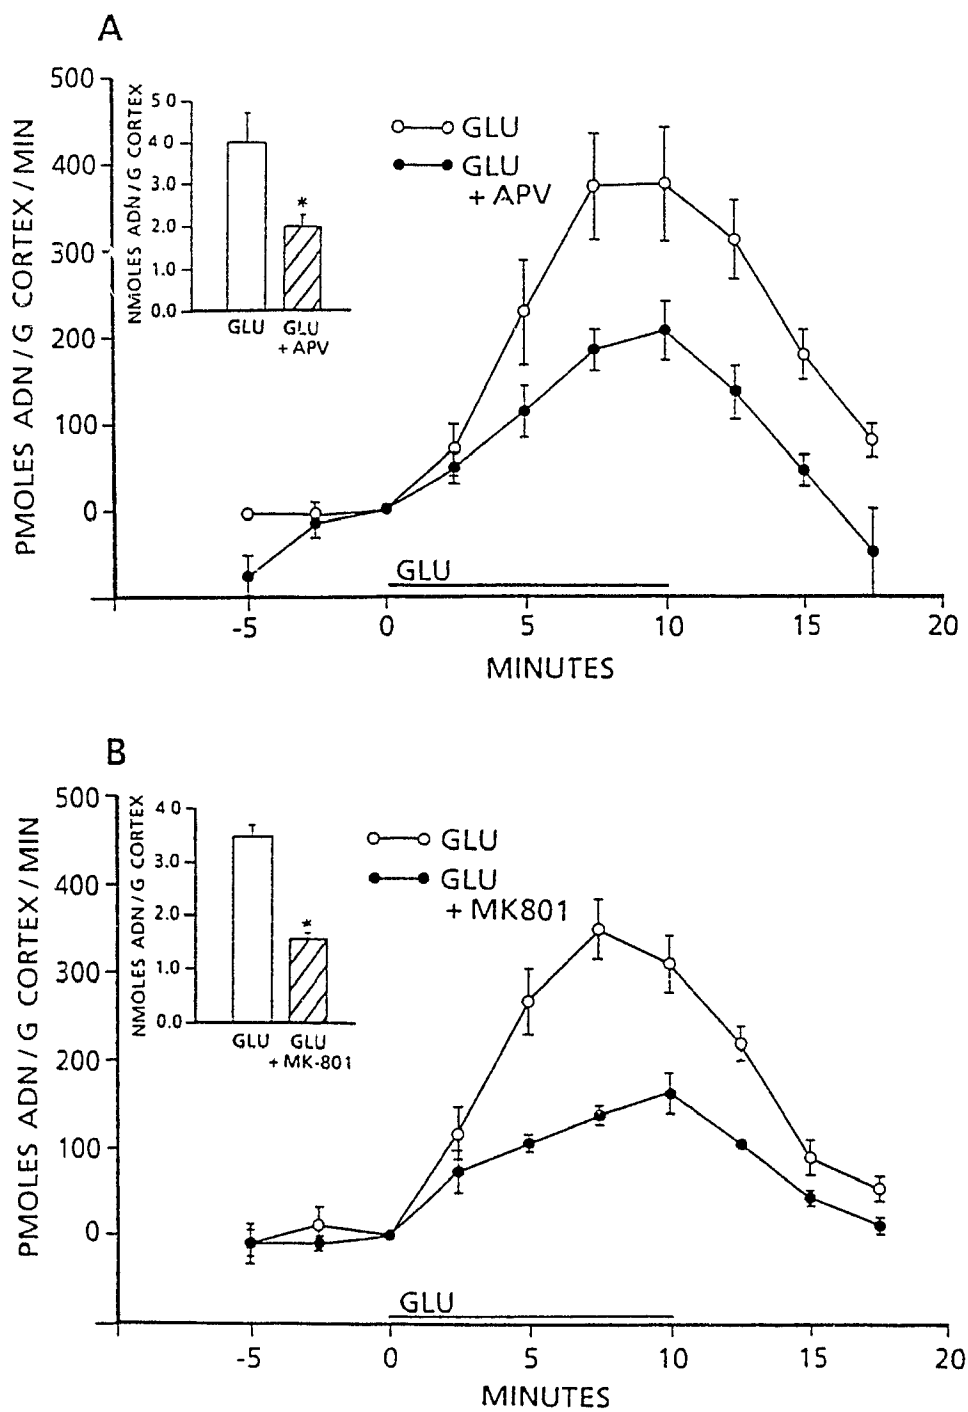 A
PMOLES ADN/G CORTEX/MIN
500
400
300
200
100
0
NMOLES ADN/G CORTEX
5 0
4 0
3.0
2.0
1.0
0.0
*
GLU
GLU
+ APV
GLU
GLU
+ APV
GLU
-5
0
5
10
15
20
MINUTES
B
PMOLES ADN/G CORTEX/MIN
500
400
300
200
100
0
NMOLES ADN/G CORTEX
4 0
3.0
2.0
1.0
0.0
*
GLU
GLU
+ MK-801
GLU
GLU
+ MK801
GLU
-5
0
5
10
15
20
MINUTES